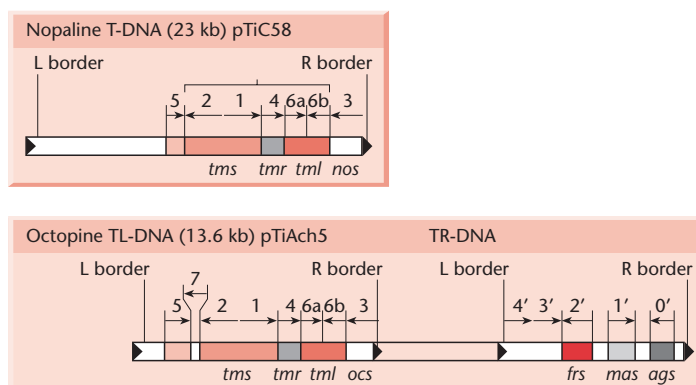 Nopaline T-DNA (23 kb) pTiC58
L border R border
5 2 1 4 6a 6b 3
tms tmr tml nos
Octopine TL-DNA (13.6 kb) pTiAch5 TR-DNA
L border R border L border R border
7
5 2 1 4 6a 6b 3 4′ 3′ 2′ 1′ 0′
tms tmr tml ocs frs mas ags